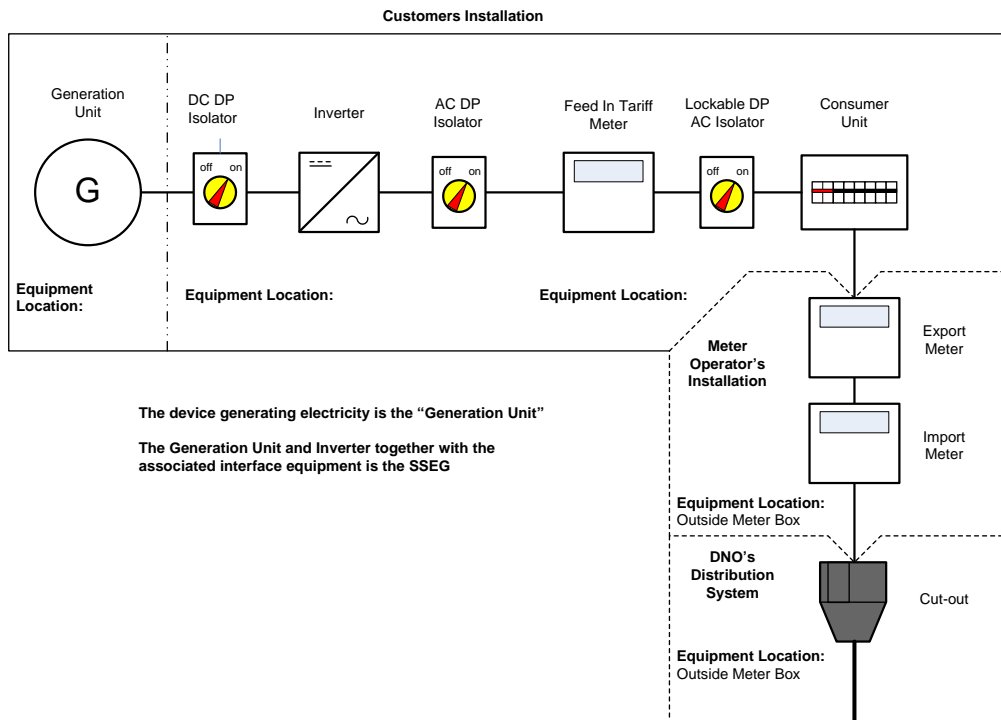 Customers Installation
Generation
Unit
DC DP
Isolator
Inverter
AC DP
Isolator
Feed In Tariff
Meter
Lockable DP
AC Isolator
Consumer
Unit
off on
off on
off on
G
Equipment
Location:
Equipment Location:
Equipment Location:
Export
Meter
Meter
Operator’s
Installation
Import
Meter
The device generating electricity is the “Generation Unit”
The Generation Unit and Inverter together with the
associated interface equipment is the SSEG
Equipment Location:
Outside Meter Box
DNO’s
Distribution
System
Cut-out
Equipment Location:
Outside Meter Box